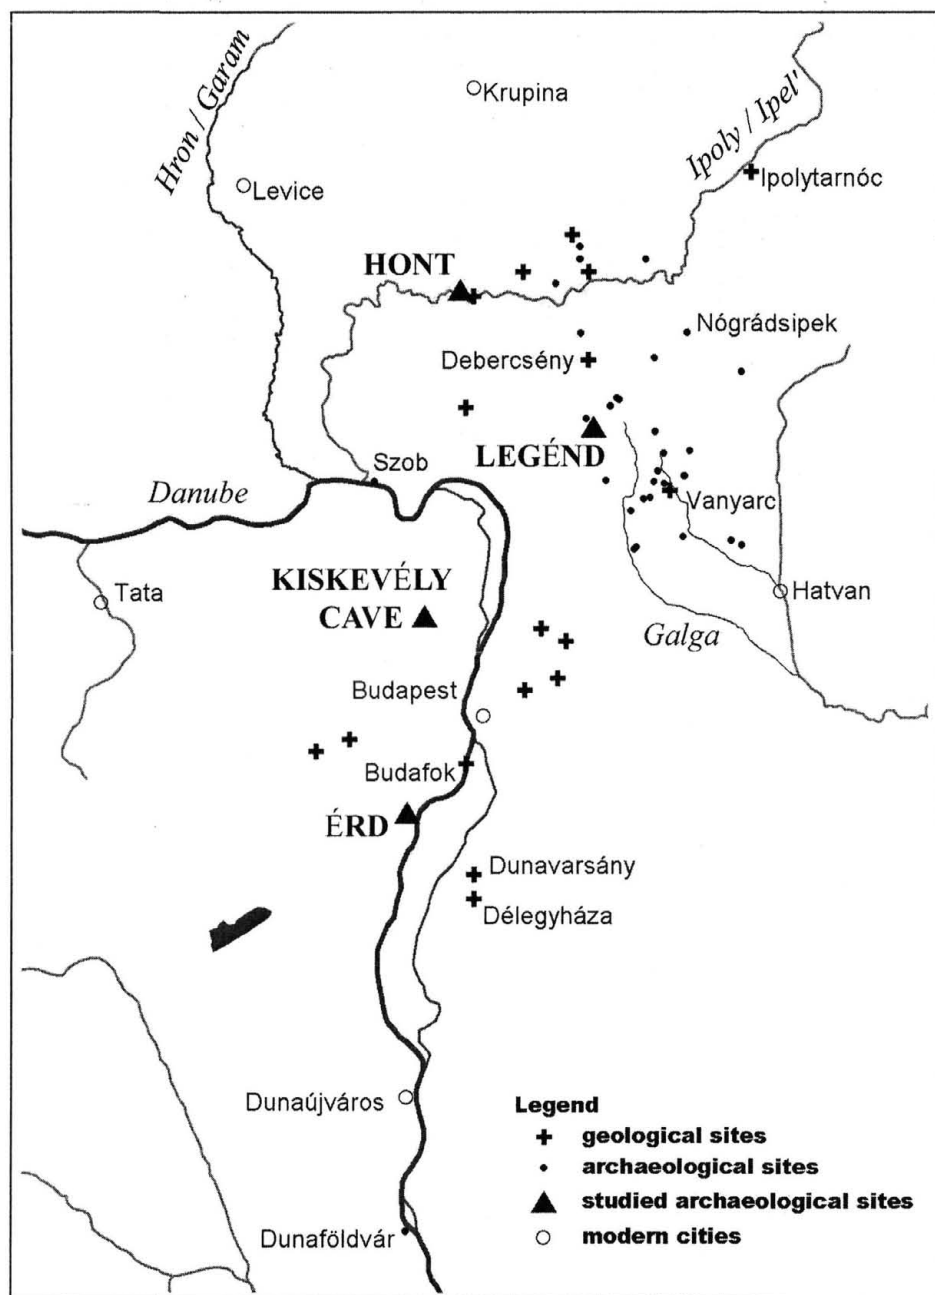 Hron / Garam
Krupina
Ipoly / Ipel'
Levice
Ipolytarnóc
HONT
Nógrádsipek
Debercsény
LEGÉND
Szob
Danube
Vanyarc
KISKEVÉLY
CAVE
Tata
Hatvan
Galga
Budapest
Budafok
ÉRD
Dunavarsány
Délegyháza
Dunaújváros
Legend
geological sites
archaeological sites
studied archaeological sites
modern cities
Dunaföldvár